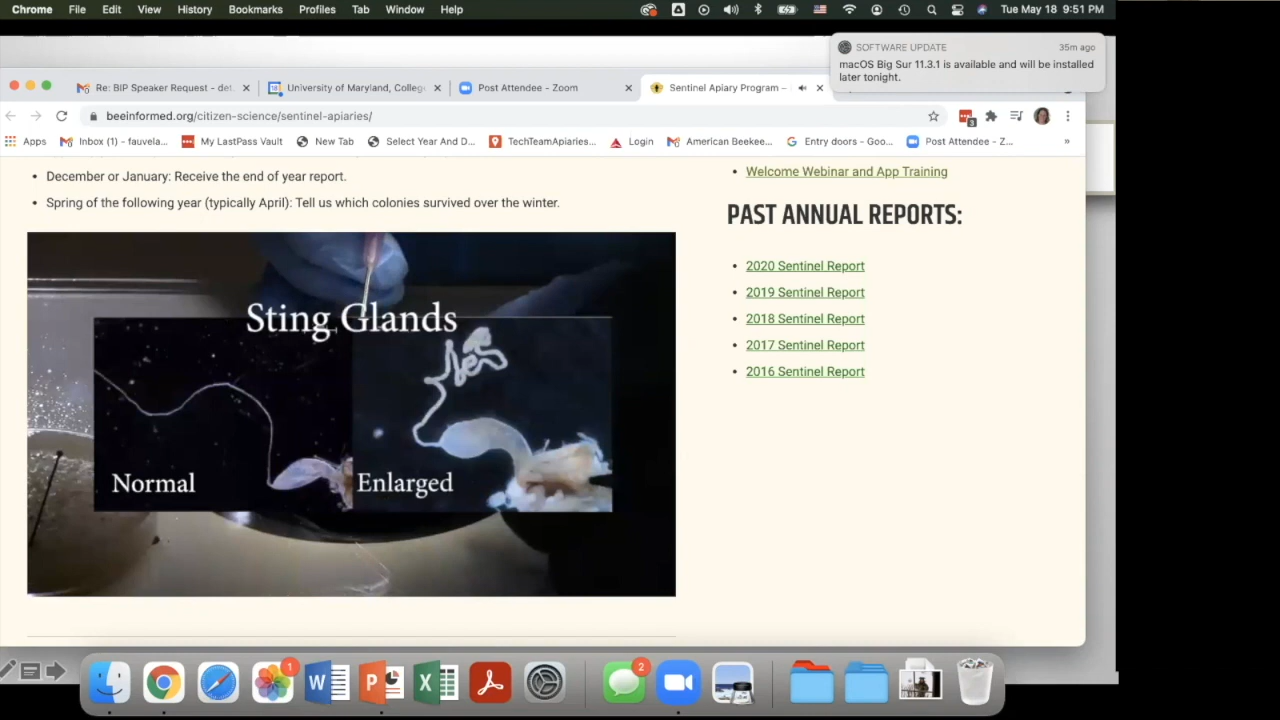 Chrome File Edit View History Bookmarks Profiles Tab Window Help Tue May 18 9:51 PM
SOFTWARE UPDATE 35m ago
macOS Big Sur 11.3.1 is available and will be installed
later tonight.
Re: BIP Speaker Request - det
University of Maryland, College
Post Attendee - Zoom
Sentinel Apiary Program –
beeinformed.org/citizen-science/sentinel-apiaries/
Apps Inbox (1) - fauvela... My LastPass Vault New Tab Select Year And D... TechTeamApiaries... Login American Beekee... Entry doors - Goo... Post Attendee - Z... »
December or January: Receive the end of year report.
Spring of the following year (typically April): Tell us which colonies survived over the winter.
Sting Glands
Normal
Enlarged
Welcome Webinar and App Training
PAST ANNUAL REPORTS:
2020 Sentinel Report
2019 Sentinel Report
2018 Sentinel Report
2017 Sentinel Report
2016 Sentinel Report
1
W
P
X
2